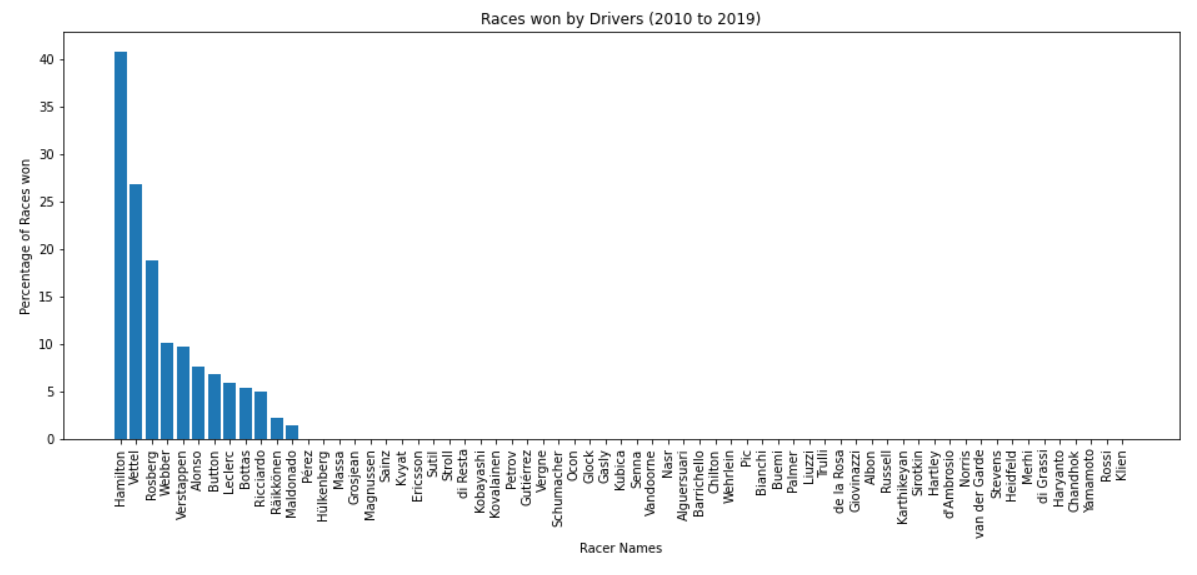 Races won by Drivers (2010 to 2019)
Percentage of Races won
40
35
30
25
20
15
10
5
0
Hamilton
Vettel
Rosberg
Webber
Verstappen
Alonso
Button
Leclerc
Bottas
Ricciardo
Räikkönen
Maldonado
Pérez
Hülkenberg
Massa
Grosjean
Magnussen
Sainz
Kvyat
Ericsson
Sutil
Stroll
di Resta
Kobayashi
Kovalainen
Petrov
Gutiérrez
Vergne
Schumacher
Ocon
Glock
Gasly
Kubica
Senna
Vandoorne
Nasr
Alguersuari
Barrichello
Chilton
Wehrlein
Pic
Bianchi
Buemi
Palmer
Liuzzi
Trulli
de la Rosa
Giovinazzi
Albon
Russell
Karthikeyan
Sirotkin
Hartley
d'Ambrosio
Norris
van der Garde
Stevens
Heidfeld
Merhi
di Grassi
Haryanto
Chandhok
Yamamoto
Rossi
Klien
Racer Names